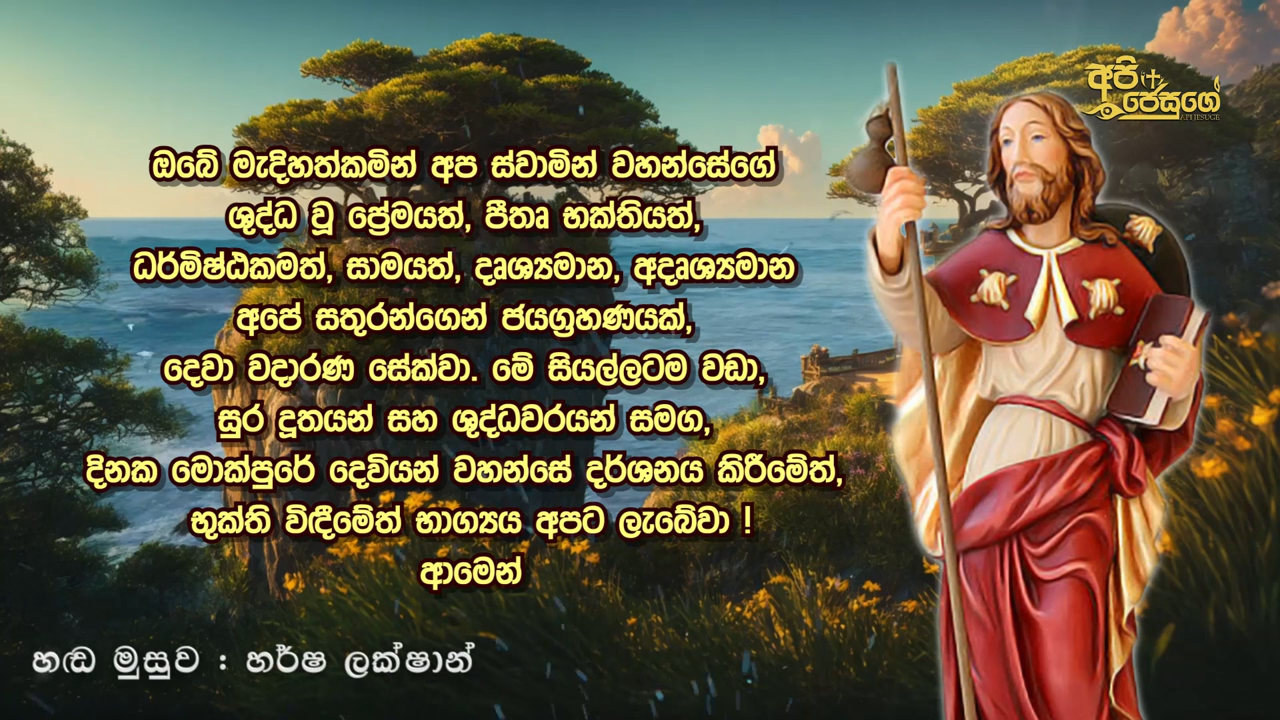 අපි
ජෙසුගේ
API JESUGE
ඔබේ මැදිහත්කමින් අප ස්වාමින් වහන්සේගේ
ශුද්ධ වූ ප්‍රේමයත්, පීතෘ භක්තියත්,
ධර්මිෂ්ඨකමත්, සාමයත්, දෘශ්‍යමාන, අදෘශ්‍යමාන
අපේ සතුරන්ගෙන් ජයග්‍රහණයක්,
දෙවා වදාරණ සේක්වා. මේ සියල්ලටම වඩා,
සුර දූතයන් සහ ශුද්ධවරයන් සමග,
දිනක මොක්පුරේ දෙවියන් වහන්සේ දර්ශනය කිරීමේත්,
භුක්ති විඳීමේත් භාග්‍යය අපට ලැබේවා !
ආමෙන්
හඬ මුසුව : හර්ෂ ලක්ෂාන්